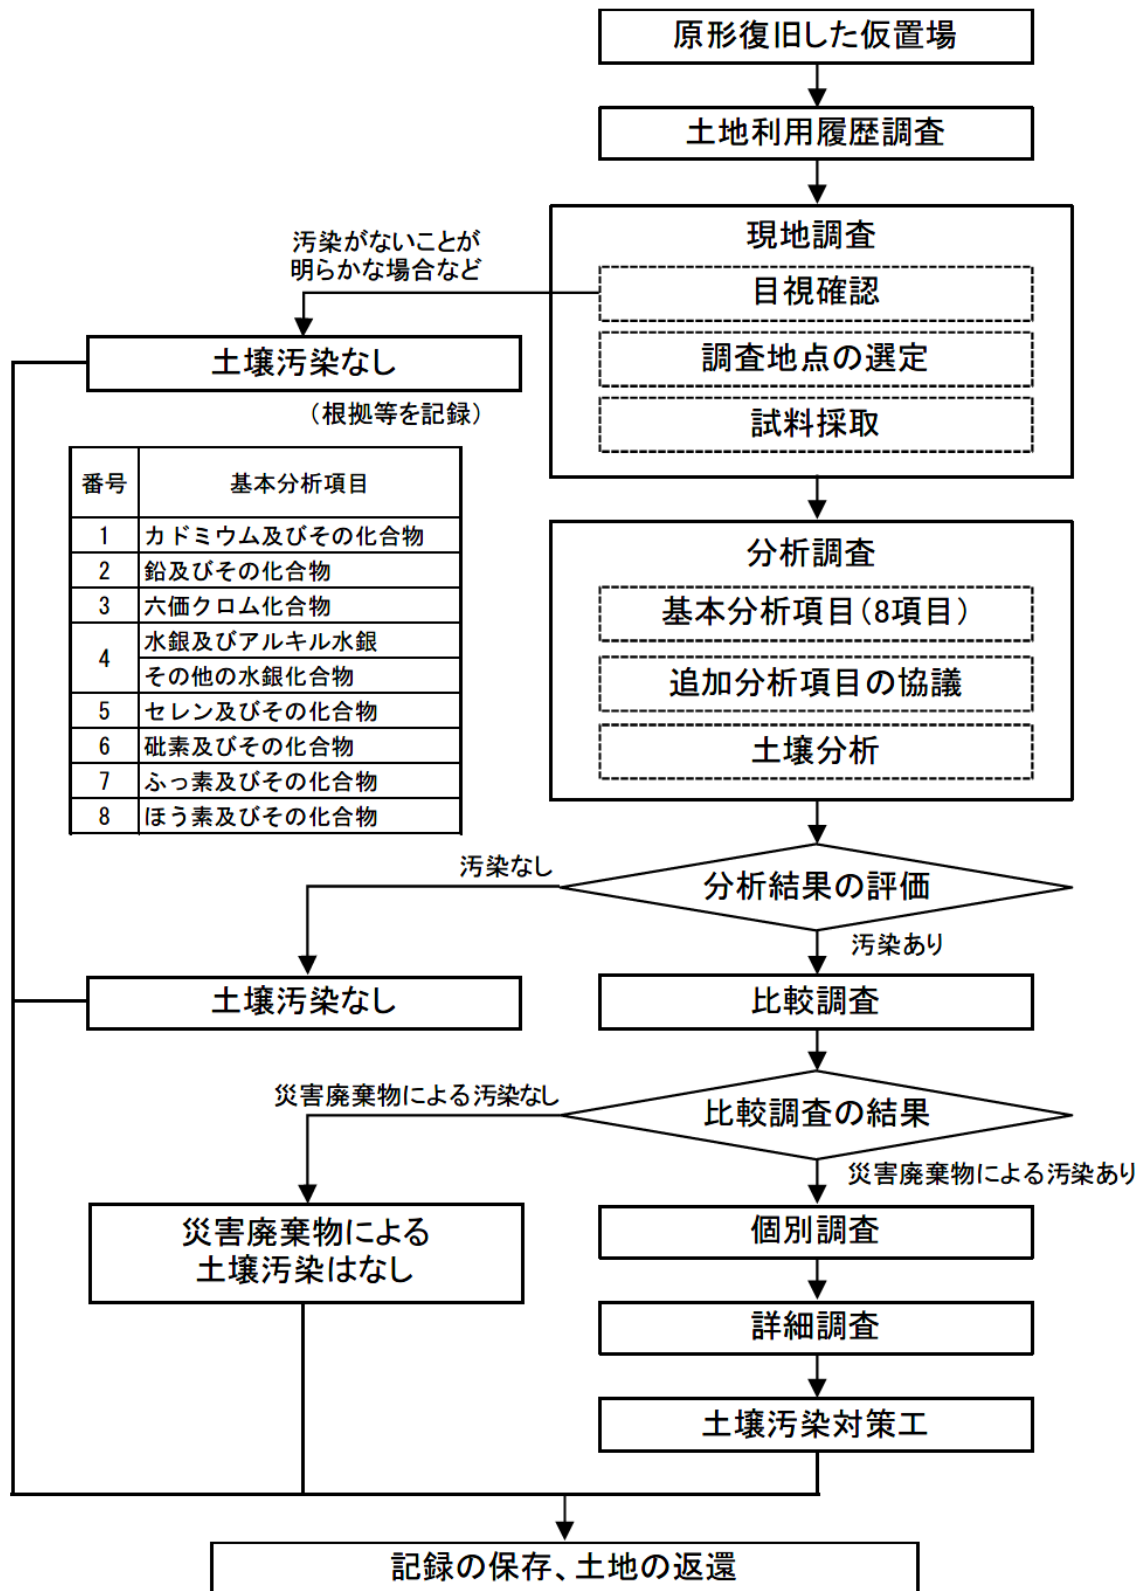 原形復旧した仮置場
土地利用履歴調査
現地調査
目視確認
調査地点の選定
試料採取
汚染がないことが
明らかな場合など
土壌汚染なし
（根拠等を記録）
番号 基本分析項目
1 カドミウム及びその化合物
2 鉛及びその化合物
3 六価クロム化合物
4 水銀及びアルキル水銀
その他の水銀化合物
5 セレン及びその化合物
6 砒素及びその化合物
7 ふっ素及びその化合物
8 ほう素及びその化合物
分析調査
基本分析項目（8項目）
追加分析項目の協議
土壌分析
分析結果の評価
汚染なし
汚染あり
土壌汚染なし
比較調査
比較調査の結果
災害廃棄物による汚染なし
災害廃棄物による汚染あり
災害廃棄物による
土壌汚染はなし
個別調査
詳細調査
土壌汚染対策工
記録の保存、土地の返還